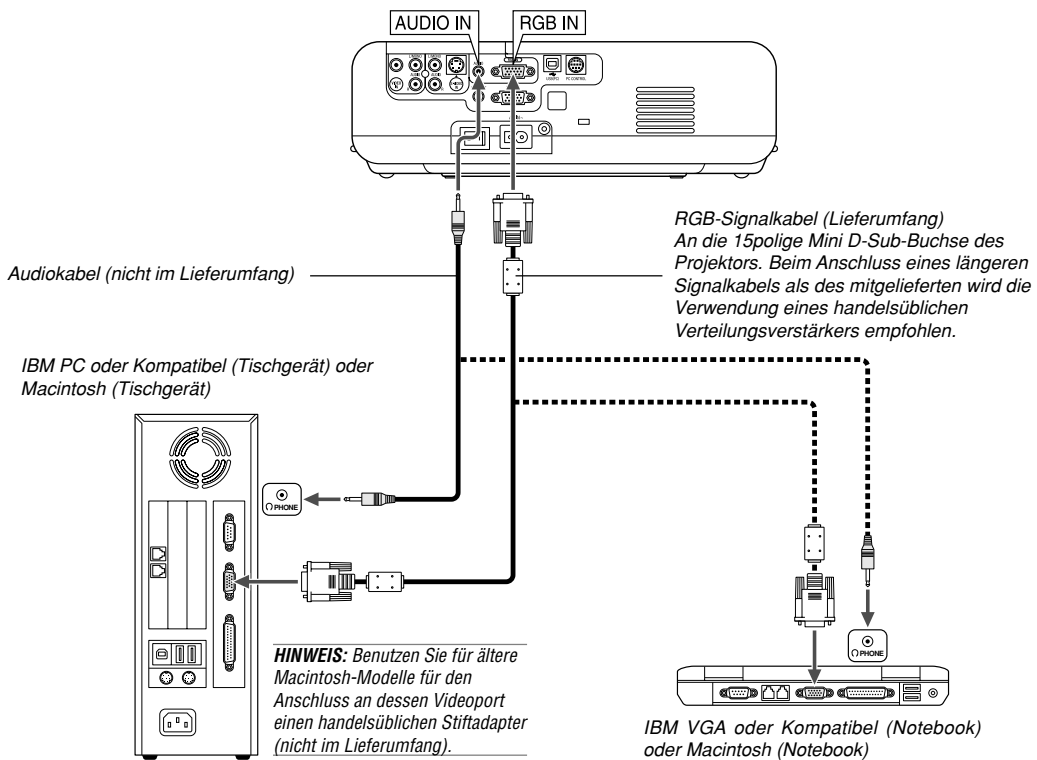 AUDIO IN
RGB IN
AUDIO
PC CONTROL
RGB-Signalkabel (Lieferumfang)
An die 15polige Mini D-Sub-Buchse des
Projektors. Beim Anschluss eines längeren
Signalkabels als des mitgelieferten wird die
Verwendung eines handelsüblichen
Verteilungsverstärkers empfohlen.
Audiokabel (nicht im Lieferumfang)
IBM PC oder Kompatibel (Tischgerät) oder
Macintosh (Tischgerät)
PHONE
HINWEIS: Benutzen Sie für ältere
Macintosh-Modelle für den
Anschluss an dessen Videoport
einen handelsüblichen Stiftadapter
(nicht im Lieferumfang).
PHONE
IBM VGA oder Kompatibel (Notebook)
oder Macintosh (Notebook)